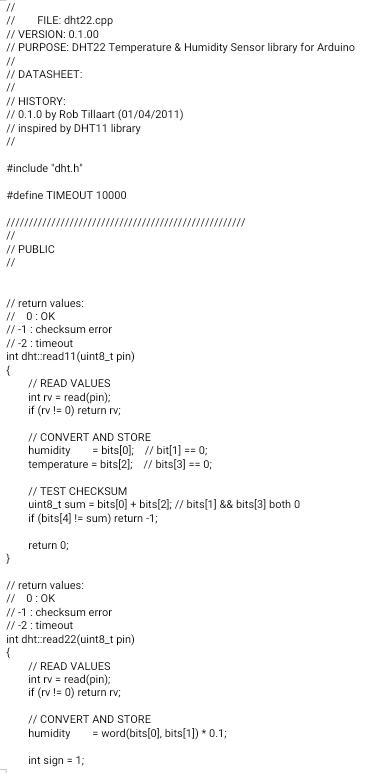 //
//       FILE: dht22.cpp
// VERSION: 0.1.00
// PURPOSE: DHT22 Temperature & Humidity Sensor library for Arduino
//
// DATASHEET:
//
// HISTORY:
// 0.1.0 by Rob Tillaart (01/04/2011)
// inspired by DHT11 library
//

#include "dht.h"

#define TIMEOUT 10000

/////////////////////////////////////////////////////
//
// PUBLIC
//

// return values:
//    0 : OK
// -1 : checksum error
// -2 : timeout
int dht::read11(uint8_t pin)
{
        // READ VALUES
        int rv = read(pin);
        if (rv != 0) return rv;

        // CONVERT AND STORE
        humidity       = bits[0];    // bit[1] == 0;
        temperature = bits[2];    // bits[3] == 0;

        // TEST CHECKSUM
        uint8_t sum = bits[0] + bits[2]; // bits[1] && bits[3] both 0
        if (bits[4] != sum) return -1;

        return 0;
}

// return values:
//    0 : OK
// -1 : checksum error
// -2 : timeout
int dht::read22(uint8_t pin)
{
        // READ VALUES
        int rv = read(pin);
        if (rv != 0) return rv;

        // CONVERT AND STORE
        humidity       = word(bits[0], bits[1]) * 0.1;

        int sign = 1;